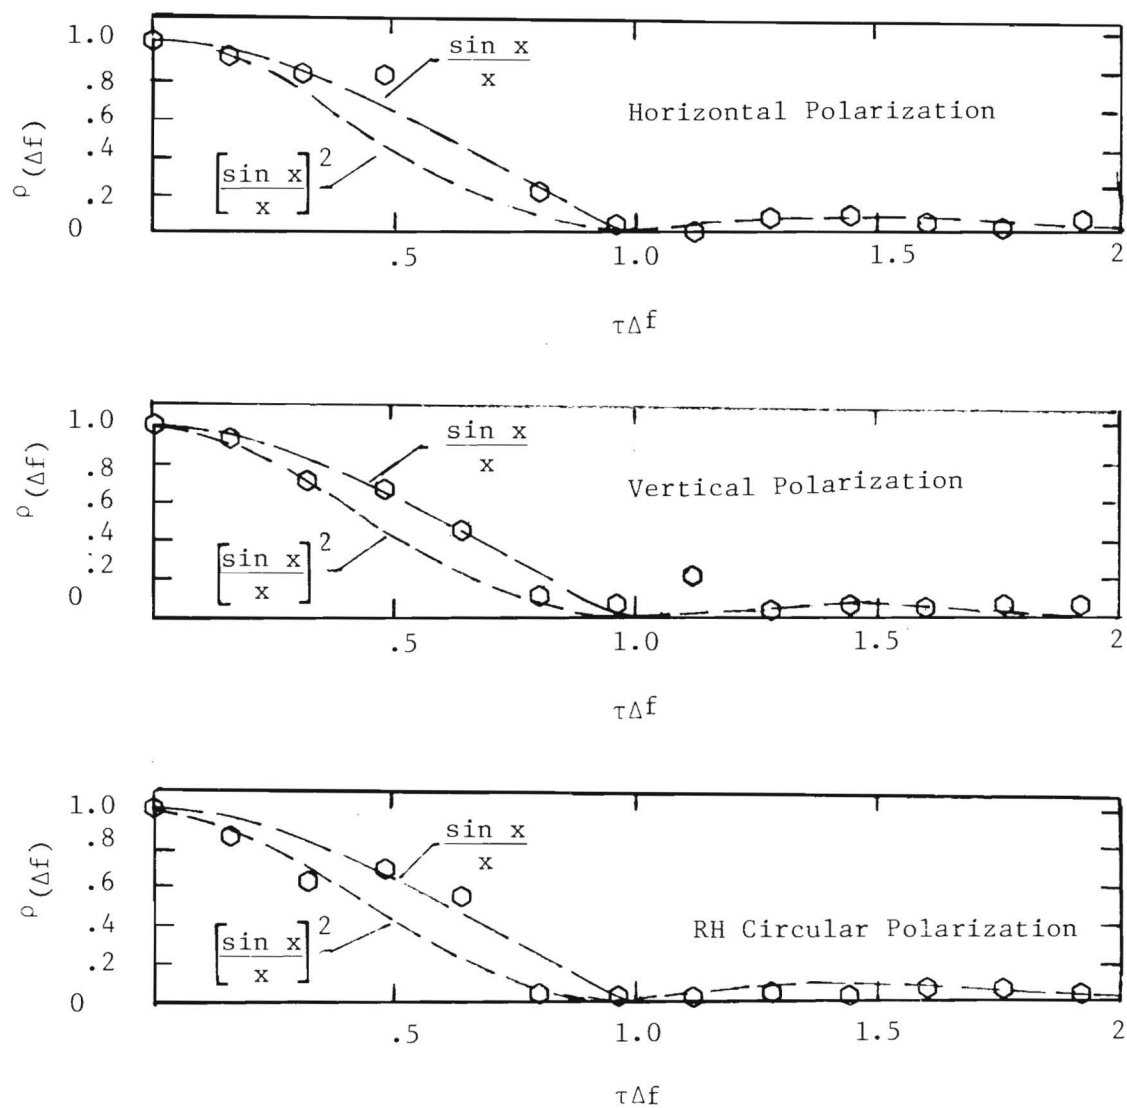 1.0
sin x
x
.8
Horizontal Polarization
.6
ρ(Δf)
.4
[sin x / x]²
.2
0
.5
1.0
1.5
2
τΔf
1.0
sin x
x
.8
Vertical Polarization
.6
ρ(Δf)
.4
[sin x / x]²
.2
0
.5
1.0
1.5
2
τΔf
1.0
sin x
x
.8
ρ(Δf)
.6
RH Circular Polarization
.4
[sin x / x]²
.2
0
.5
1.0
1.5
2
τΔf